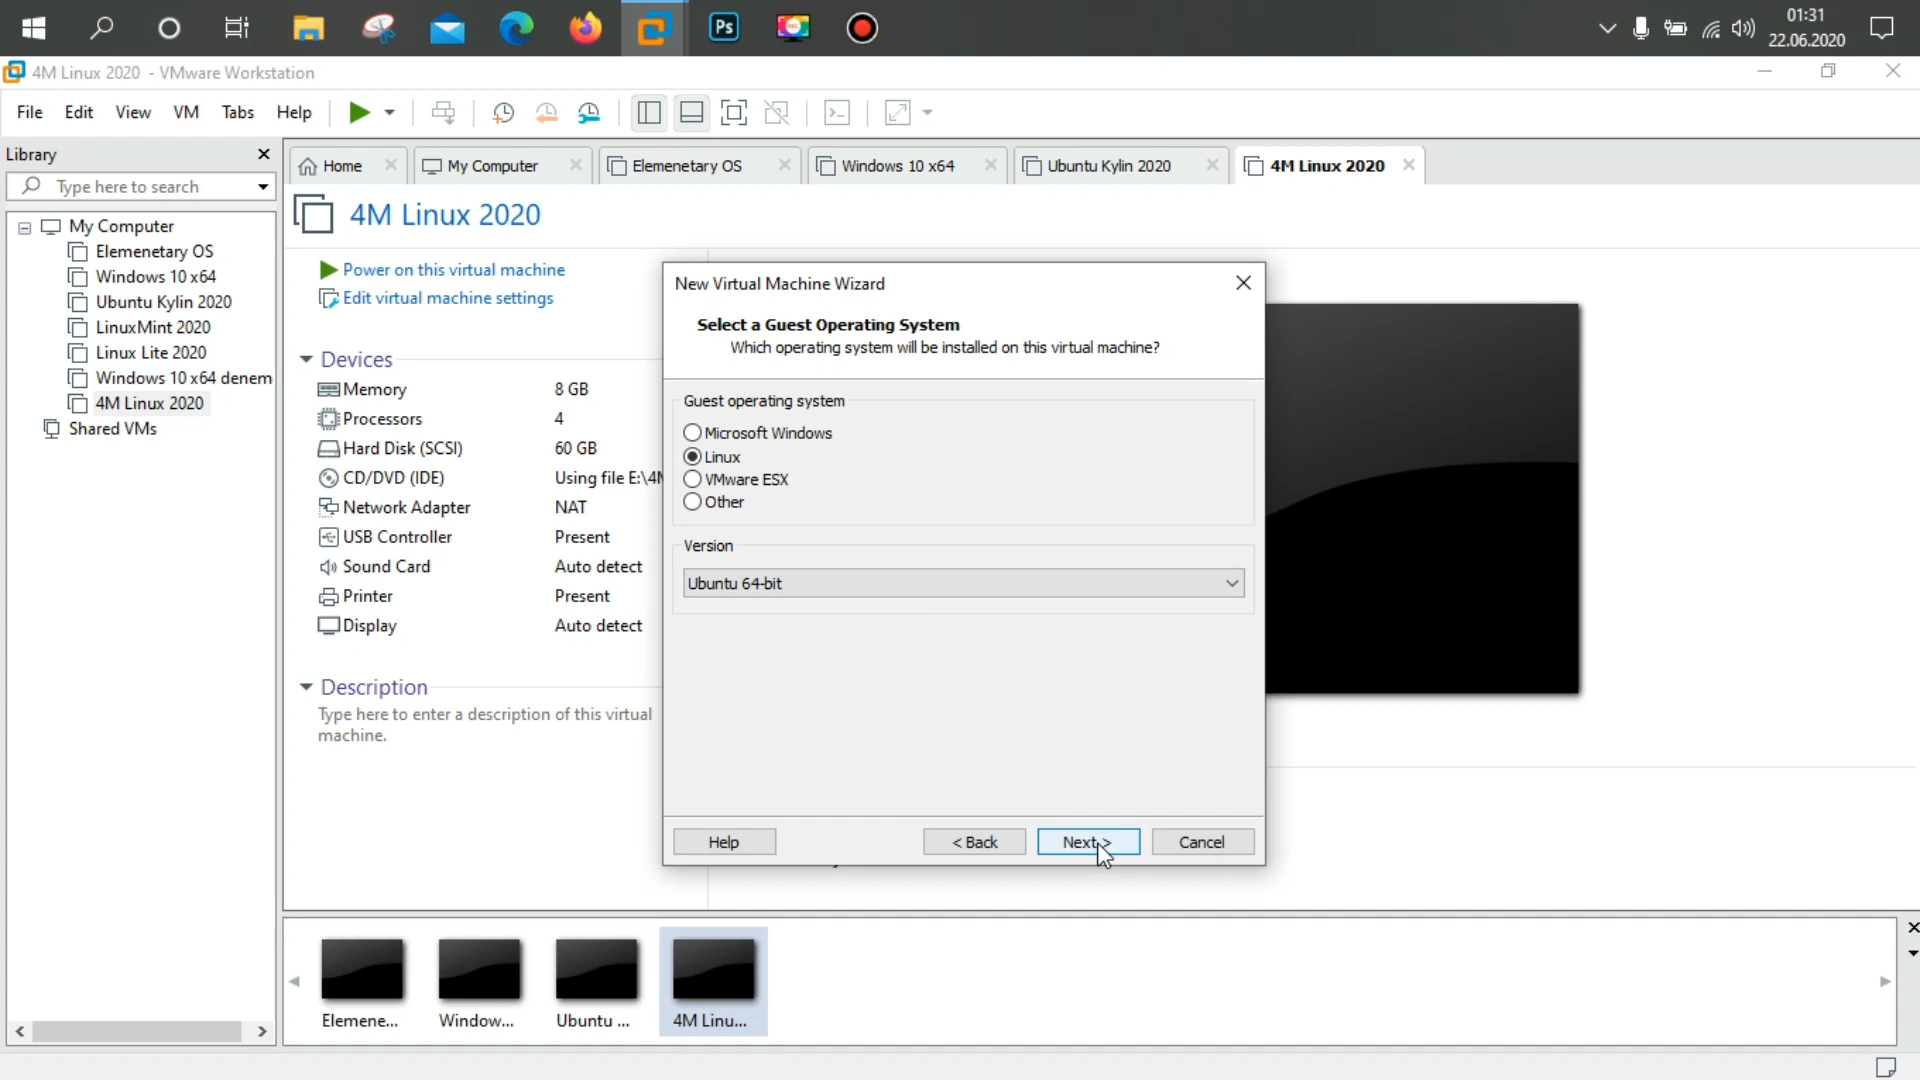 Ps
01:31
22.06.2020
4M Linux 2020 - VMware Workstation
File Edit View VM Tabs Help
Library
Type here to search
My Computer
Elemenetary OS
Windows 10 x64
Ubuntu Kylin 2020
LinuxMint 2020
Linux Lite 2020
Windows 10 x64 denem
4M Linux 2020
Shared VMs
Home
My Computer
Elemenetary OS
Windows 10 x64
Ubuntu Kylin 2020
4M Linux 2020
4M Linux 2020
Power on this virtual machine
Edit virtual machine settings
Devices
Memory 8 GB
Processors 4
Hard Disk (SCSI) 60 GB
CD/DVD (IDE) Using file E:\4M
Network Adapter NAT
USB Controller Present
Sound Card Auto detect
Printer Present
Display Auto detect
Description
Type here to enter a description of this virtual
machine.
New Virtual Machine Wizard
Select a Guest Operating System
Which operating system will be installed on this virtual machine?
Guest operating system
Microsoft Windows
Linux
VMware ESX
Other
Version
Ubuntu 64-bit
Help
< Back
Next >
Cancel
Elemene...
Window...
Ubuntu ...
4M Linu...